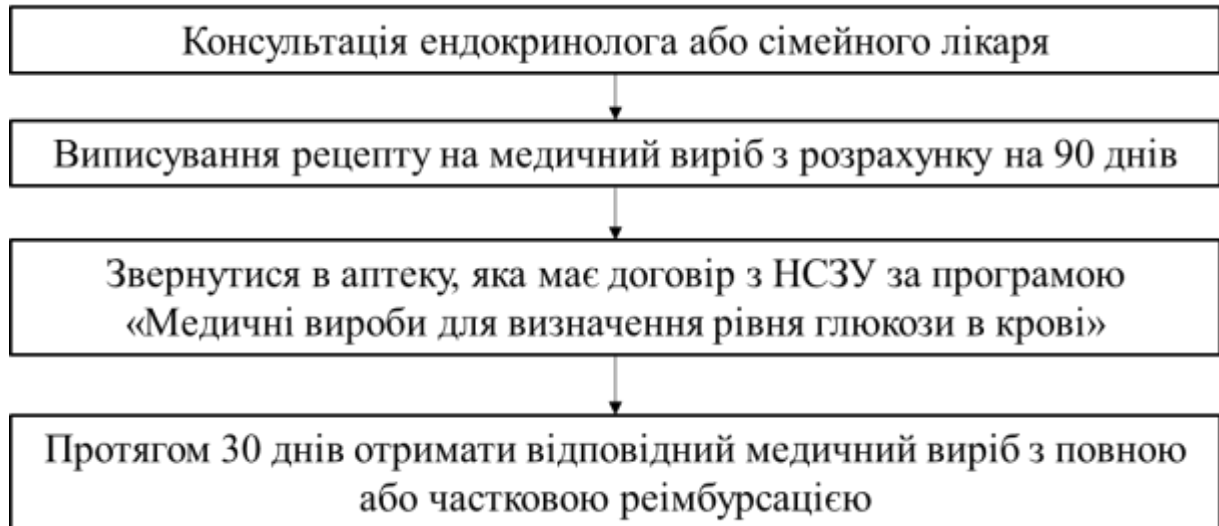 Консультація ендокринолога або сімейного лікаря
Виписування рецепту на медичний виріб з розрахунку на 90 днів
Звернутися в аптеку, яка має договір з НСЗУ за програмою
«Медичні вироби для визначення рівня глюкози в крові»
Протягом 30 днів отримати відповідний медичний виріб з повною
або частковою реімбурсацією